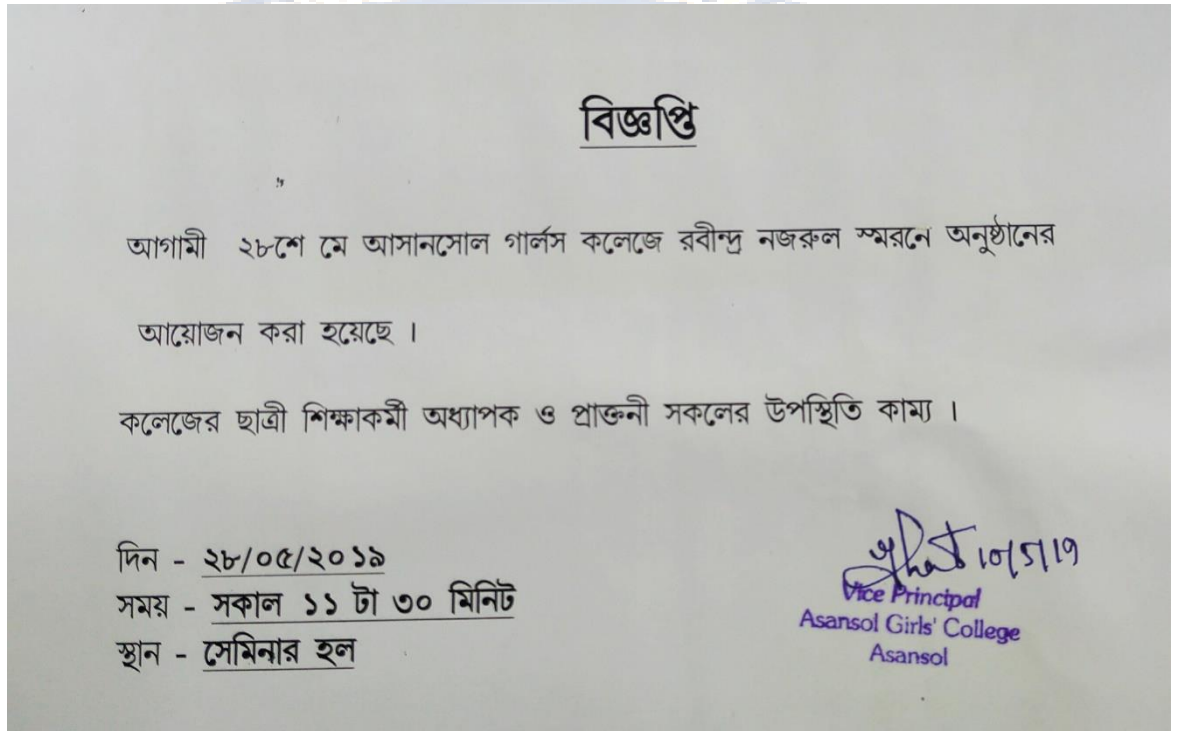 বিজ্ঞপ্তি
আগামী ২৮শে মে আসানসোল গার্লস কলেজে রবীন্দ্র নজরুল স্মরনে অনুষ্ঠানের
আয়োজন করা হয়েছে ।
কলেজের ছাত্রী শিক্ষাকর্মী অধ্যাপক ও প্রাক্তনী সকলের উপস্থিতি কাম্য ।
দিন - ২৮/০৫/২০১৯
সময় - সকাল ১১ টা ৩০ মিনিট
স্থান - সেমিনার হল
10/5/19
Vice Principal
Asansol Girls' College
Asansol